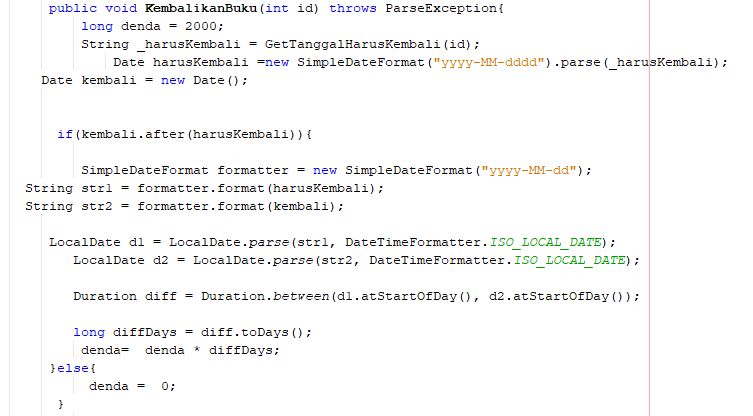 public void KembalikanBuku(int id) throws ParseException{
long denda = 2000;
String _harusKembali = GetTanggalHarusKembali(id);
Date harusKembali =new SimpleDateFormat("yyyy-MM-dddd").parse(_harusKembali);
Date kembali = new Date();
if(kembali.after(harusKembali)){
SimpleDateFormat formatter = new SimpleDateFormat("yyyy-MM-dd");
String str1 = formatter.format(harusKembali);
String str2 = formatter.format(kembali);
LocalDate d1 = LocalDate.parse(str1, DateTimeFormatter.ISO_LOCAL_DATE);
LocalDate d2 = LocalDate.parse(str2, DateTimeFormatter.ISO_LOCAL_DATE);
Duration diff = Duration.between(d1.atStartOfDay(), d2.atStartOfDay());
long diffDays = diff.toDays();
denda=  denda * diffDays;
}else{
denda =  0;
}